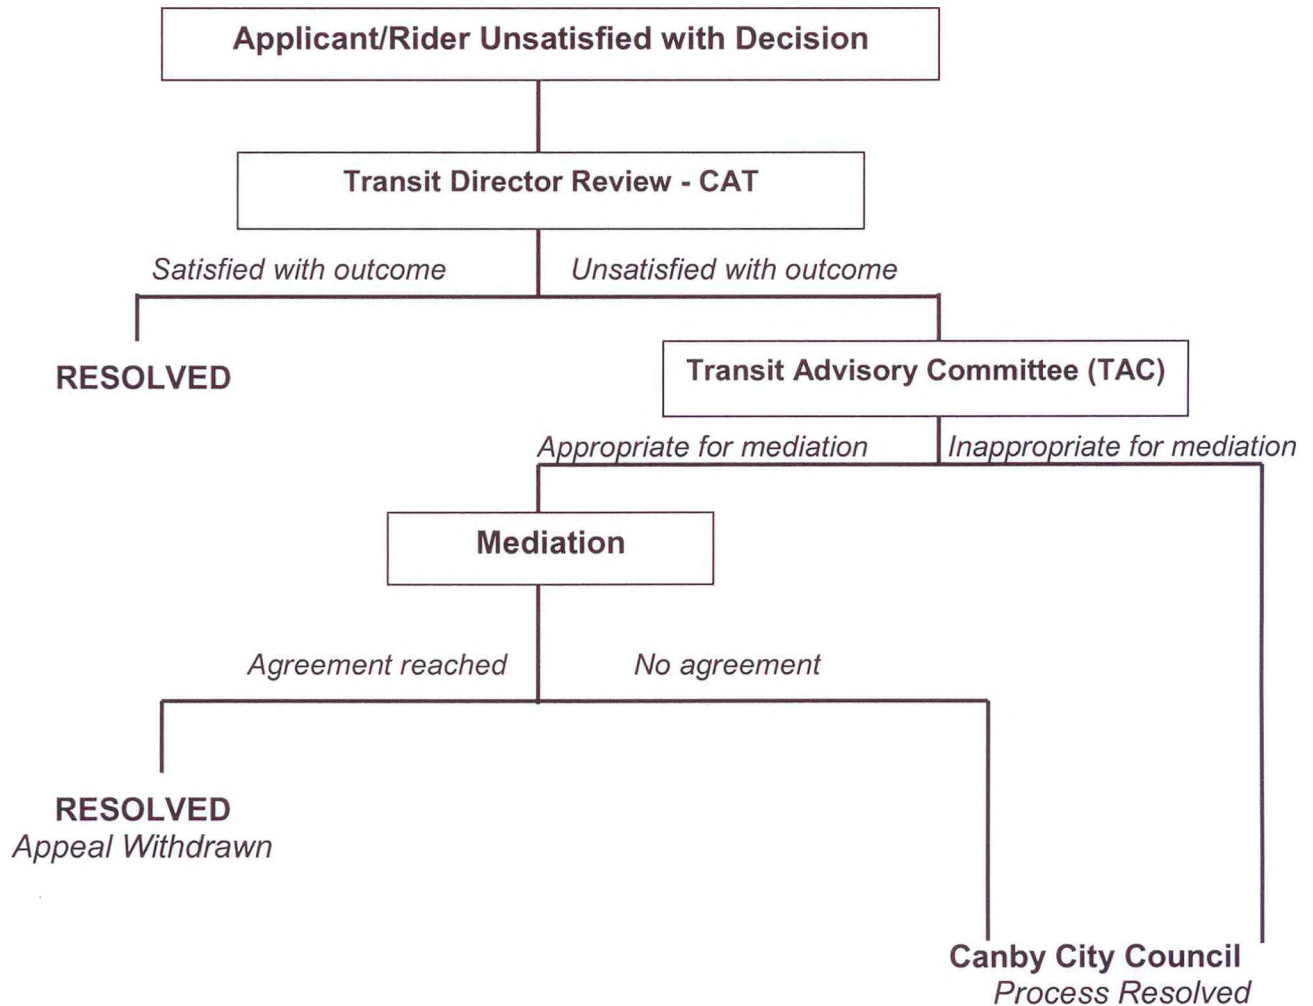 Applicant/Rider Unsatisfied with Decision
Transit Director Review - CAT
Satisfied with outcome
Unsatisfied with outcome
RESOLVED
Transit Advisory Committee (TAC)
Appropriate for mediation
Inappropriate for mediation
Mediation
Agreement reached
No agreement
RESOLVED
Appeal Withdrawn
Canby City Council
Process Resolved